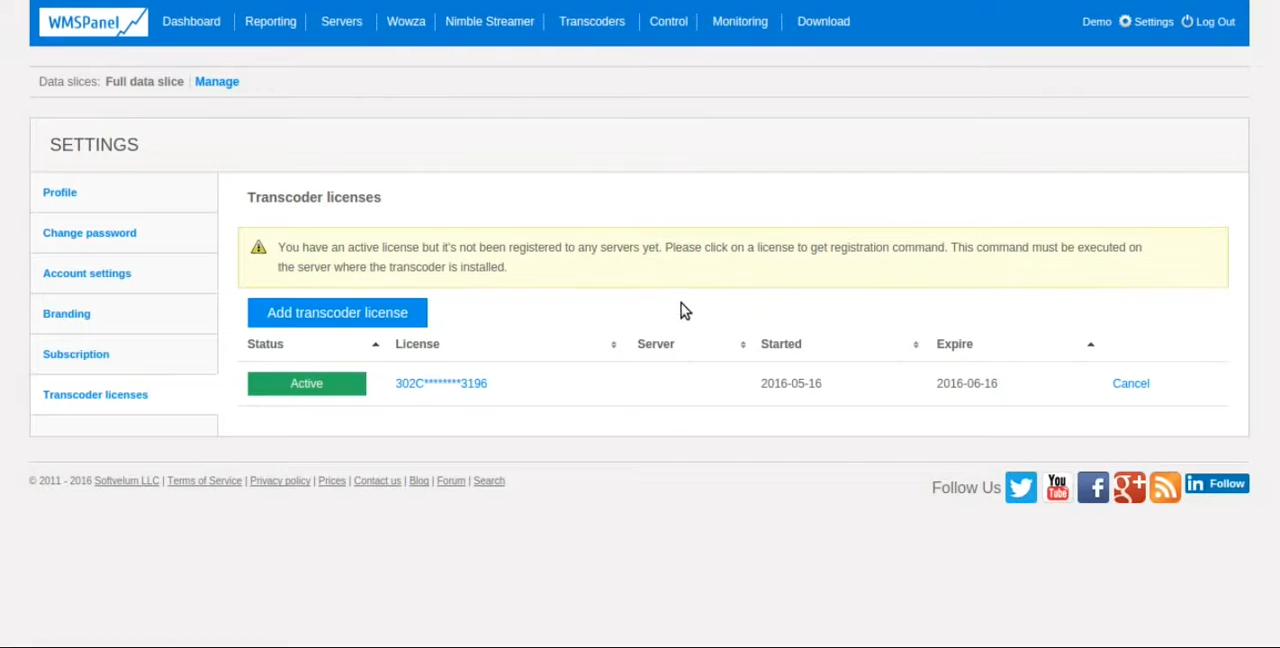 WMSPanel Dashboard Reporting Servers Wowza Nimble Streamer Transcoders Control Monitoring Download Demo Settings Log Out
Data slices: Full data slice Manage
SETTINGS
Profile
Change password
Account settings
Branding
Subscription
Transcoder licenses
Transcoder licenses
You have an active license but it's not been registered to any servers yet. Please click on a license to get registration command. This command must be executed on
the server where the transcoder is installed.
Add transcoder license
Status License Server Started Expire
Active 302C********3196 2016-05-16 2016-06-16 Cancel
© 2011 - 2016 Softvelum LLC | Terms of Service | Privacy policy | Prices | Contact us | Blog | Forum | Search
Follow Us You Tube f g+ in Follow